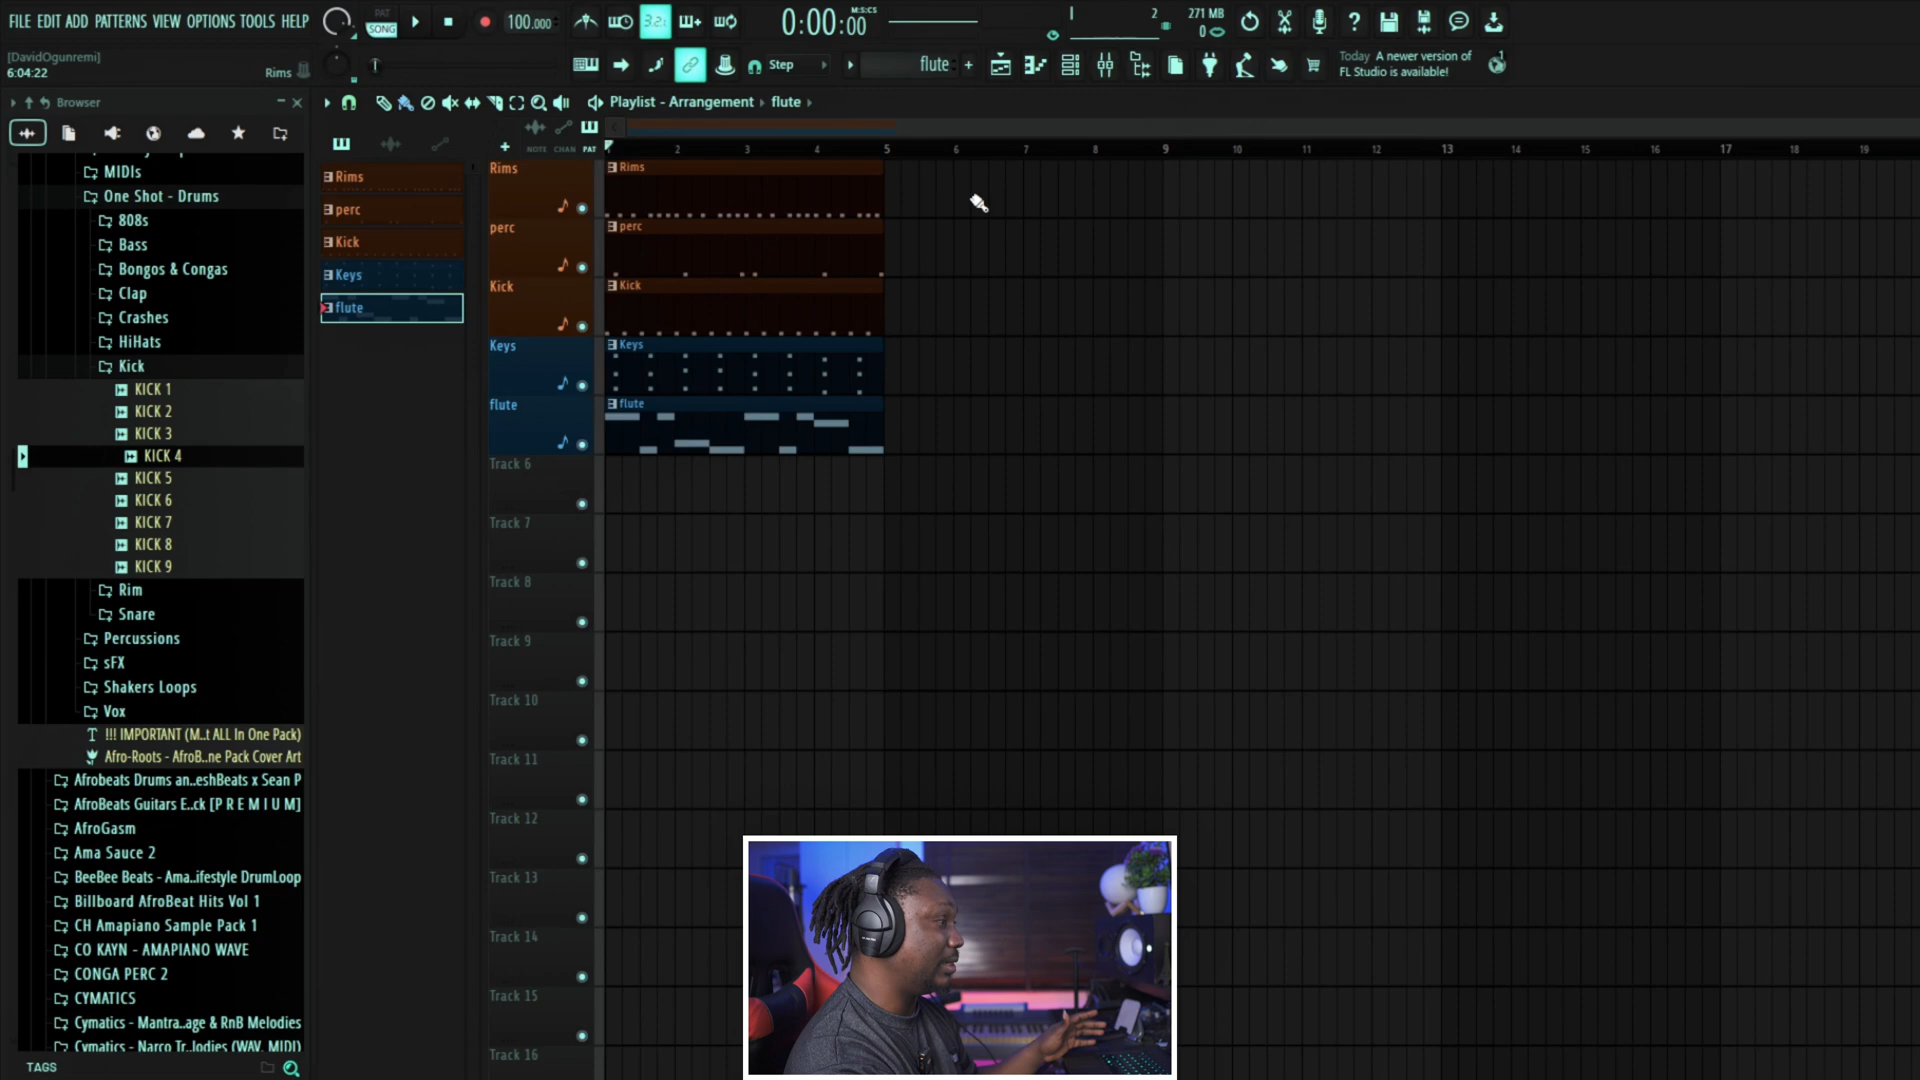 FILE EDIT ADD PATTERNS VIEW OPTIONS TOOLS HELP
PAT
SONG
100.000
3.2
0:00:00
M:S:CS
2
271 MB
0
[DavidOgunremi]
6:04:22
Rims
Step
flute
Today A newer version of
FL Studio is available!
Browser
Playlist - Arrangement › flute
NOTE CHAN PAT
2 3 4 5 6 7 8 9 10 11 12 13 14 15 16 17 18 19
MIDIs
One Shot - Drums
808s
Bass
Bongos & Congas
Clap
Crashes
HiHats
Kick
KICK 1
KICK 2
KICK 3
KICK 4
KICK 5
KICK 6
KICK 7
KICK 8
KICK 9
Rim
Snare
Percussions
sFX
Shakers Loops
Vox
!!! IMPORTANT (M..t ALL In One Pack)
Afro-Roots - AfroB..ne Pack Cover Art
Afrobeats Drums an..eshBeats x Sean P
AfroBeats Guitars E..ck [P R E M I U M]
AfroGasm
Ama Sauce 2
BeeBee Beats - Ama..ifestyle DrumLoop
Billboard AfroBeat Hits Vol 1
CH Amapiano Sample Pack 1
CO KAYN - AMAPIANO WAVE
CONGA PERC 2
CYMATICS
Cymatics - Mantra..age & RnB Melodies
Cymatics - Narco Tr..lodies (WAV, MIDI)
TAGS
Rims
perc
Kick
Keys
flute
Rims
perc
Kick
Keys
flute
Track 6
Track 7
Track 8
Track 9
Track 10
Track 11
Track 12
Track 13
Track 14
Track 15
Track 16
Rims
perc
Kick
Keys
flute